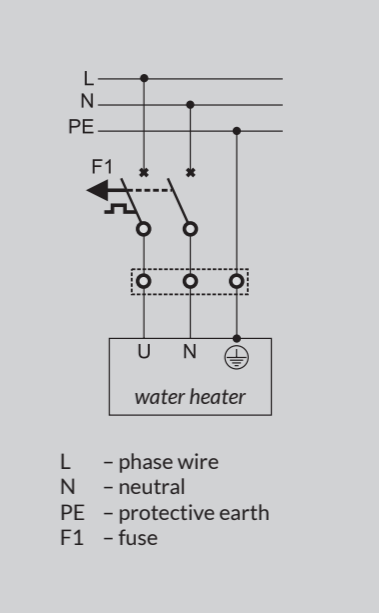 L
N
PE
F1
U N
water heater
L – phase wire
N – neutral
PE – protective earth
F1 – fuse